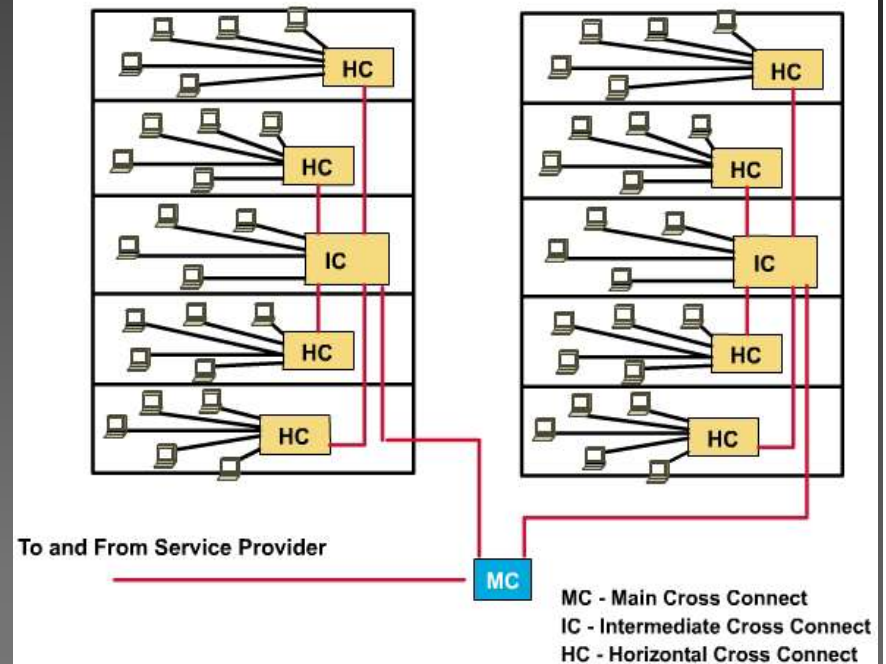 HC
HC
HC
HC
IC
IC
HC
HC
HC
HC
To and From Service Provider
MC
MC - Main Cross Connect
IC - Intermediate Cross Connect
HC - Horizontal Cross Connect